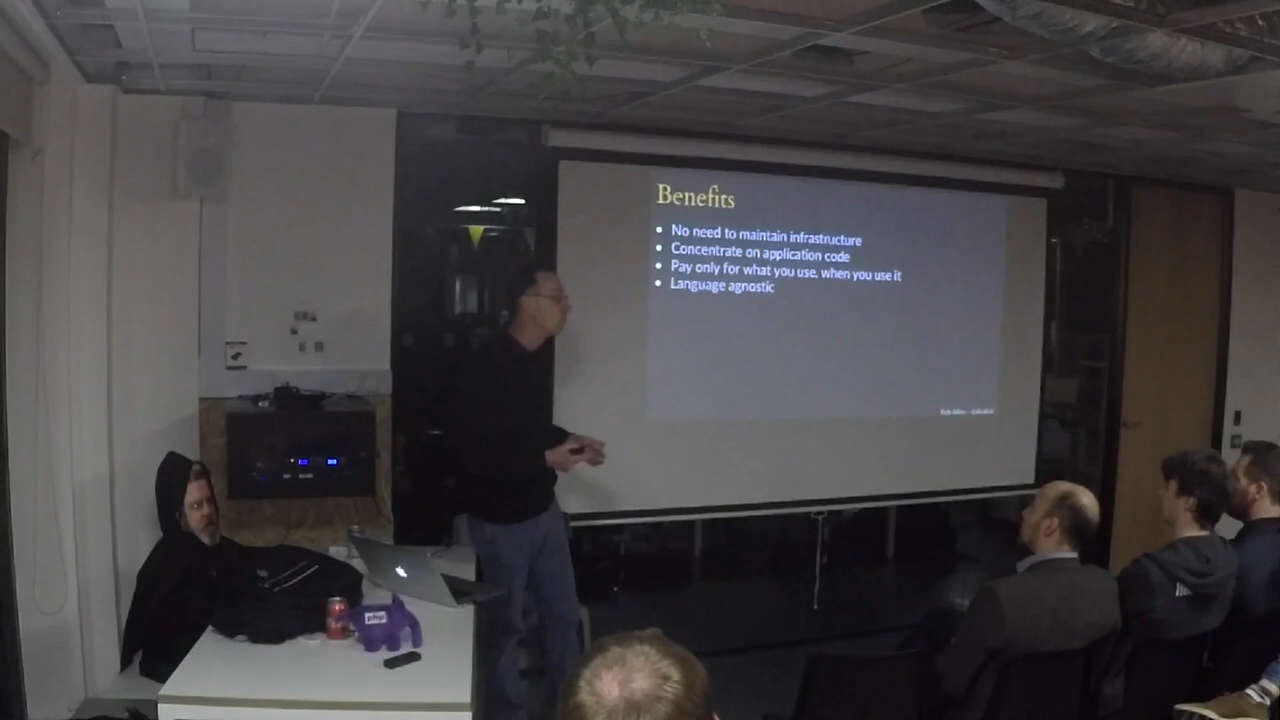 Benefits
• No need to maintain infrastructure
• Concentrate on application code
• Pay only for what you use, when you use it
• Language agnostic
php